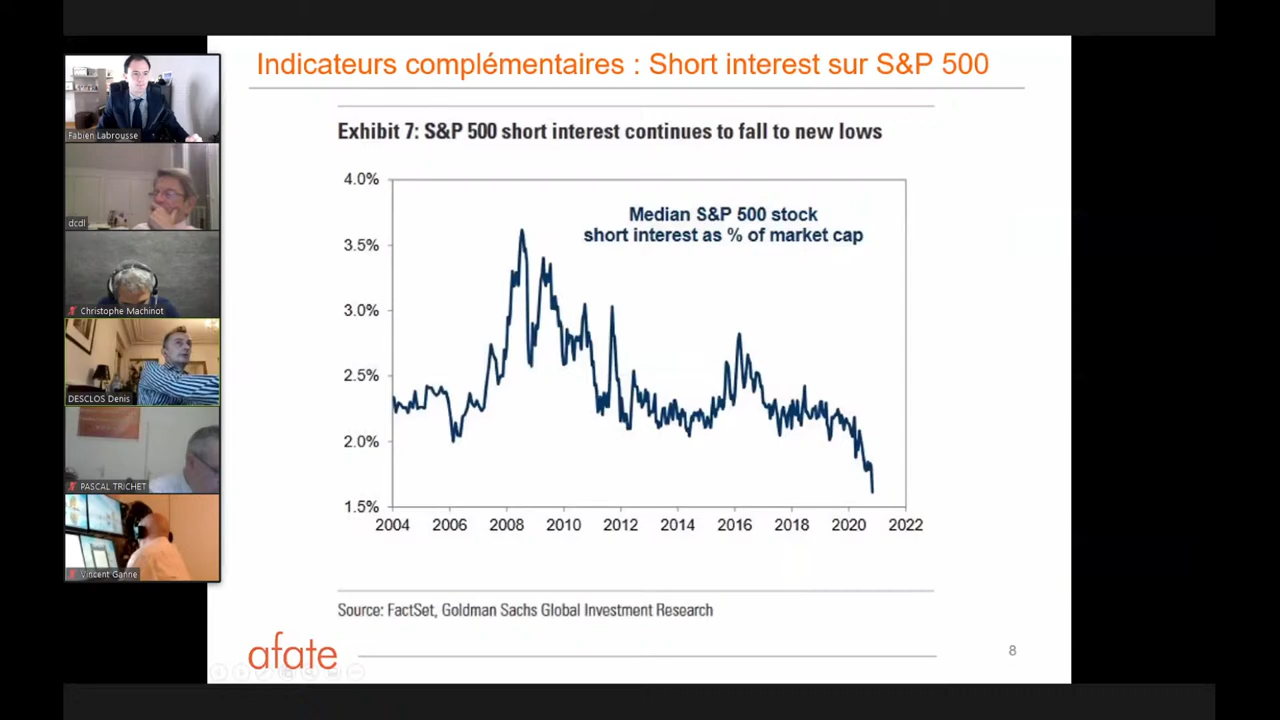 Indicateurs complémentaires : Short interest sur S&P 500
Exhibit 7: S&P 500 short interest continues to fall to new lows
Median S&P 500 stock
short interest as % of market cap
4.0%
3.5%
3.0%
2.5%
2.0%
1.5%
2004 2006 2008 2010 2012 2014 2016 2018 2020 2022
Source: FactSet, Goldman Sachs Global Investment Research
afate
8
Fabien Labrousse
dcdl
Christophe Machinot
DESCLOS Denis
PASCAL TRICHET
Vincent Ganne